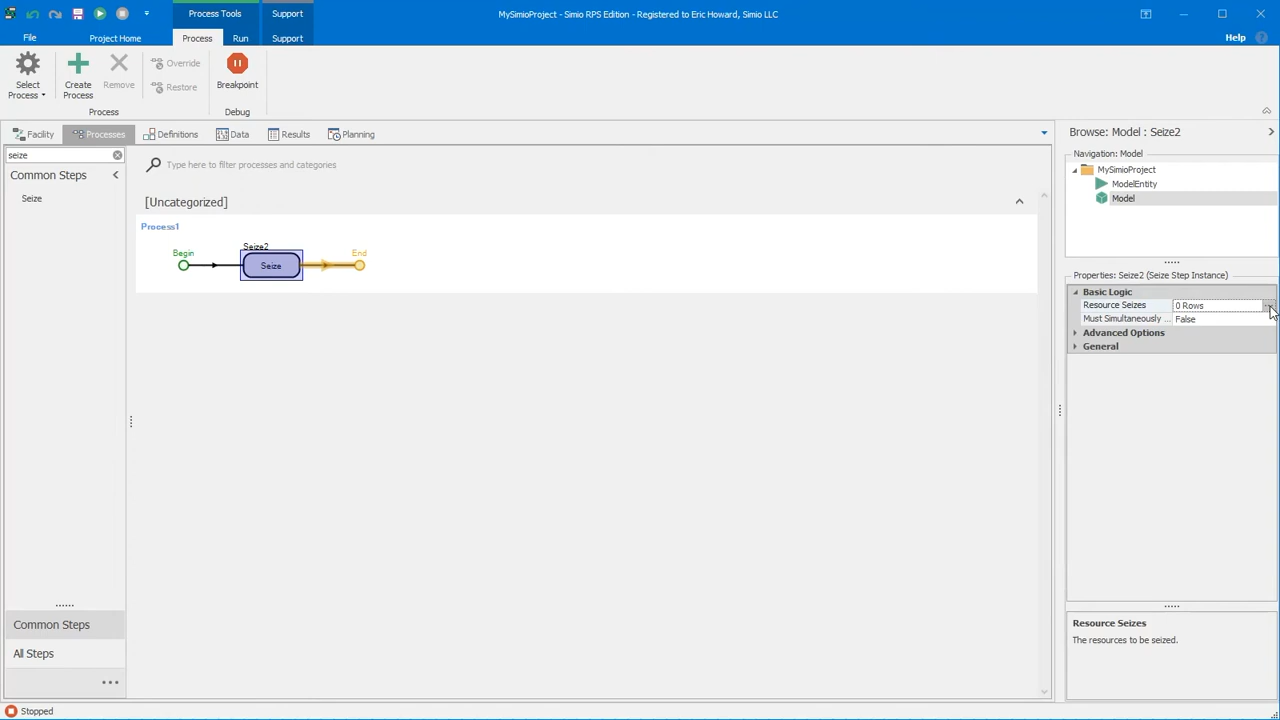 Process Tools
Support
MySimioProject - Simio RPS Edition - Registered to Eric Howard, Simio LLC
File
Project Home
Process
Run
Support
Help
Select Process
Create Process
Remove
Override
Restore
Breakpoint
Process
Debug
Facility
Processes
Definitions
Data
Results
Planning
Browse: Model : Seize2
seize
Type here to filter processes and categories
Navigation: Model
MySimioProject
ModelEntity
Model
Common Steps
Seize
[Uncategorized]
Process1
Begin
Seize2
Seize
End
Properties: Seize2 (Seize Step Instance)
Basic Logic
Resource Seizes
0 Rows
Must Simultaneously ...
False
Advanced Options
General
Common Steps
All Steps
Resource Seizes
The resources to be seized.
Stopped